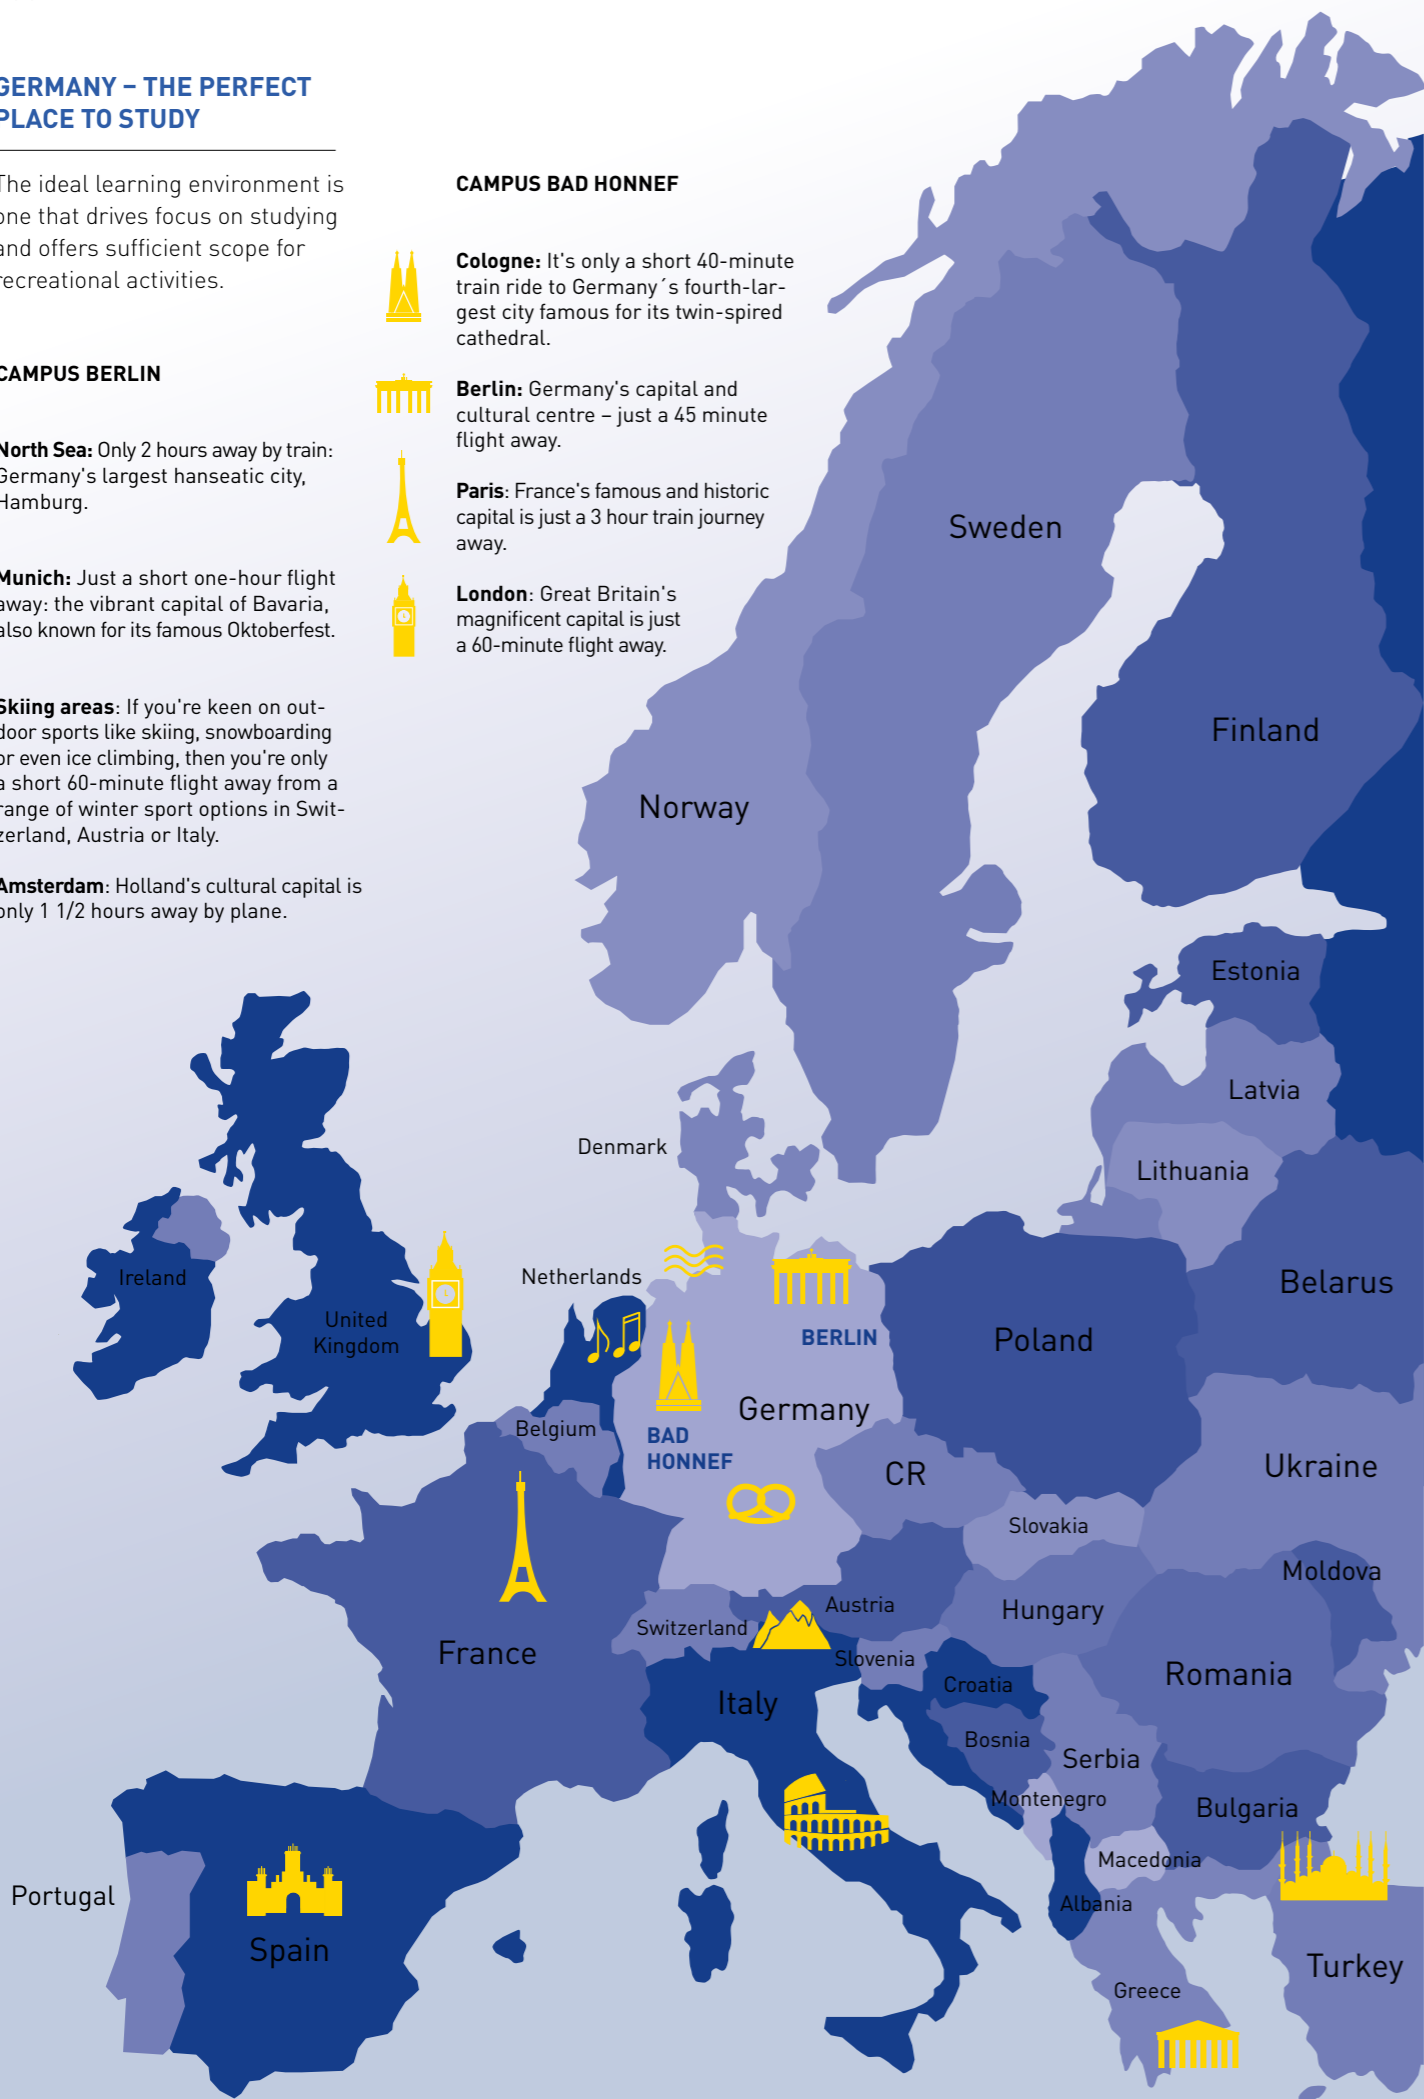 GERMANY – THE PERFECT
PLACE TO STUDY
The ideal learning environment is
one that drives focus on studying
and offers sufficient scope for
recreational activities.
CAMPUS BERLIN
North Sea: Only 2 hours away by train:
Germany's largest hanseatic city,
Hamburg.
Munich: Just a short one-hour flight
away: the vibrant capital of Bavaria,
also known for its famous Oktoberfest.
Skiing areas: If you're keen on out-
door sports like skiing, snowboarding
or even ice climbing, then you're only
a short 60-minute flight away from a
range of winter sport options in Swit-
zerland, Austria or Italy.
Amsterdam: Holland's cultural capital is
only 1 1/2 hours away by plane.
CAMPUS BAD HONNEF
Cologne: It's only a short 40-minute
train ride to Germany´s fourth-lar-
gest city famous for its twin-spired
cathedral.
Berlin: Germany's capital and
cultural centre – just a 45 minute
flight away.
Paris: France's famous and historic
capital is just a 3 hour train journey
away.
London: Great Britain's
magnificent capital is just
a 60-minute flight away.
Sweden
Finland
Norway
Estonia
Latvia
Denmark
Lithuania
Ireland
Netherlands
Belarus
United
Kingdom
BERLIN
Poland
Germany
Belgium
BAD
HONNEF
CR
Ukraine
Slovakia
Moldova
Austria
Hungary
Switzerland
France
Slovenia
Romania
Croatia
Italy
Bosnia
Serbia
Montenegro
Bulgaria
Macedonia
Portugal
Albania
Spain
Turkey
Greece